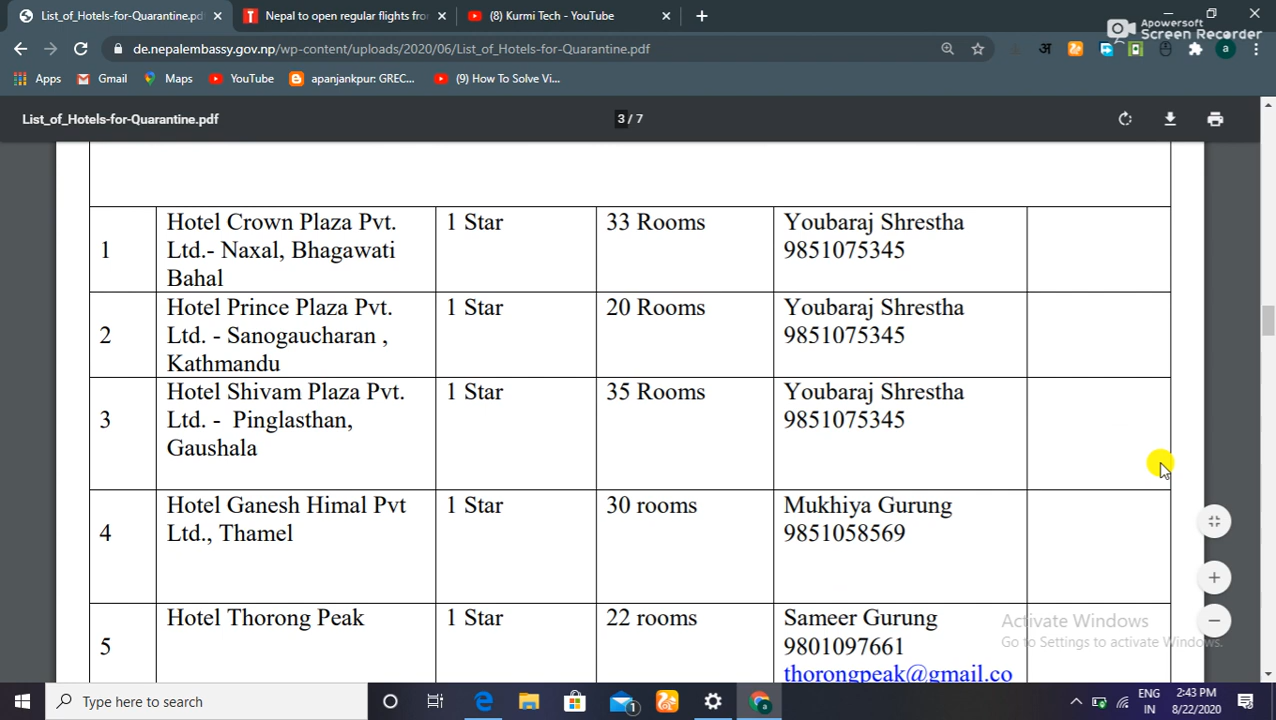 List_of_Hotels-for-Quarantine.pdf
Nepal to open regular flights fron
(8) Kurmi Tech - YouTube
Apowersoft
Screen Recorder
de.nepalembassy.gov.np/wp-content/uploads/2020/06/List_of_Hotels-for-Quarantine.pdf
अ
a
Apps
Gmail
Maps
YouTube
apanjankpur: GREC...
(9) How To Solve Vi...
List_of_Hotels-for-Quarantine.pdf
3 / 7
1
Hotel Crown Plaza Pvt.
Ltd.- Naxal, Bhagawati
Bahal
1 Star
33 Rooms
Youbaraj Shrestha
9851075345
2
Hotel Prince Plaza Pvt.
Ltd. - Sanogaucharan ,
Kathmandu
1 Star
20 Rooms
Youbaraj Shrestha
9851075345
3
Hotel Shivam Plaza Pvt.
Ltd. - Pinglasthan,
Gaushala
1 Star
35 Rooms
Youbaraj Shrestha
9851075345
4
Hotel Ganesh Himal Pvt
Ltd., Thamel
1 Star
30 rooms
Mukhiya Gurung
9851058569
5
Hotel Thorong Peak
1 Star
22 rooms
Sameer Gurung
9801097661
thorongpeak@gmail.co
Activate Windows
Go to Settings to activate Windows.
Type here to search
1
ENG
IN
2:43 PM
8/22/2020